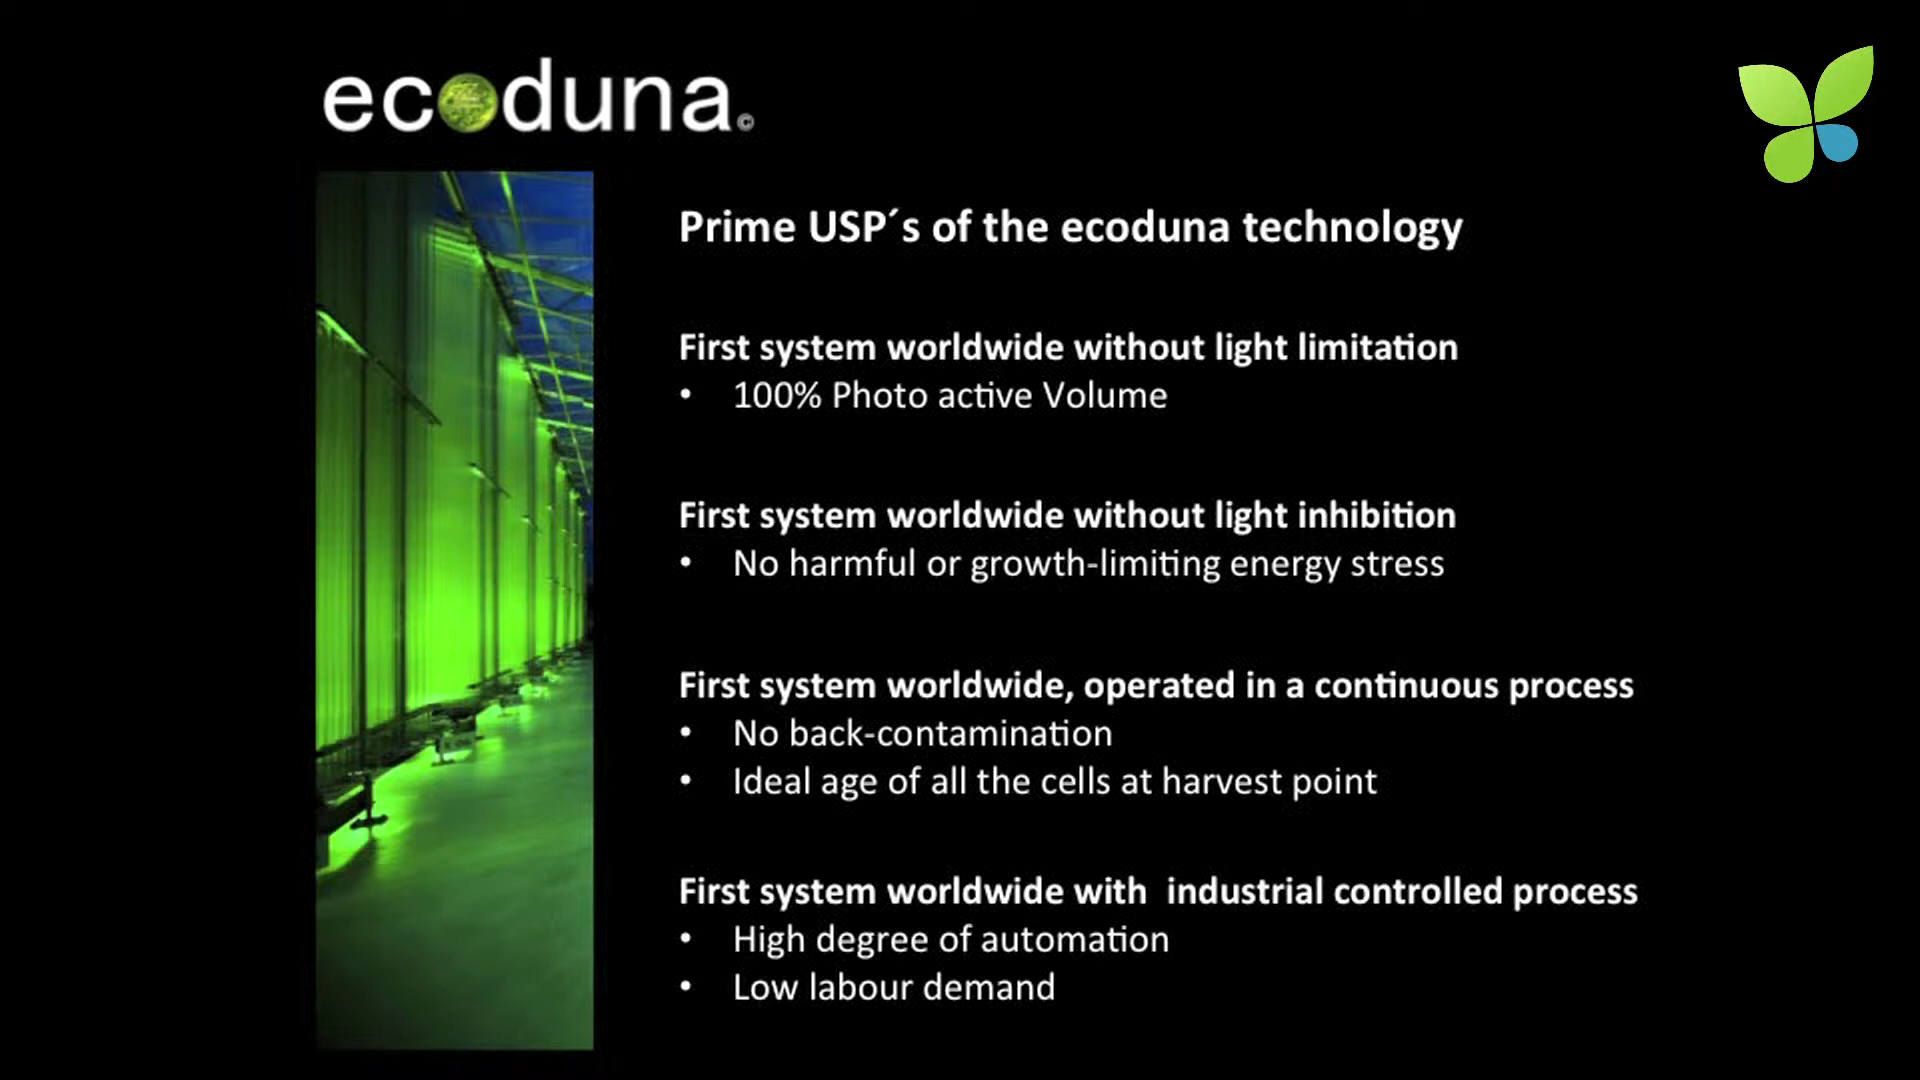 ecoduna©
Prime USP´s of the ecoduna technology
First system worldwide without light limitation
• 100% Photo active Volume
First system worldwide without light inhibition
• No harmful or growth-limiting energy stress
First system worldwide, operated in a continuous process
• No back-contamination
• Ideal age of all the cells at harvest point
First system worldwide with  industrial controlled process
• High degree of automation
• Low labour demand